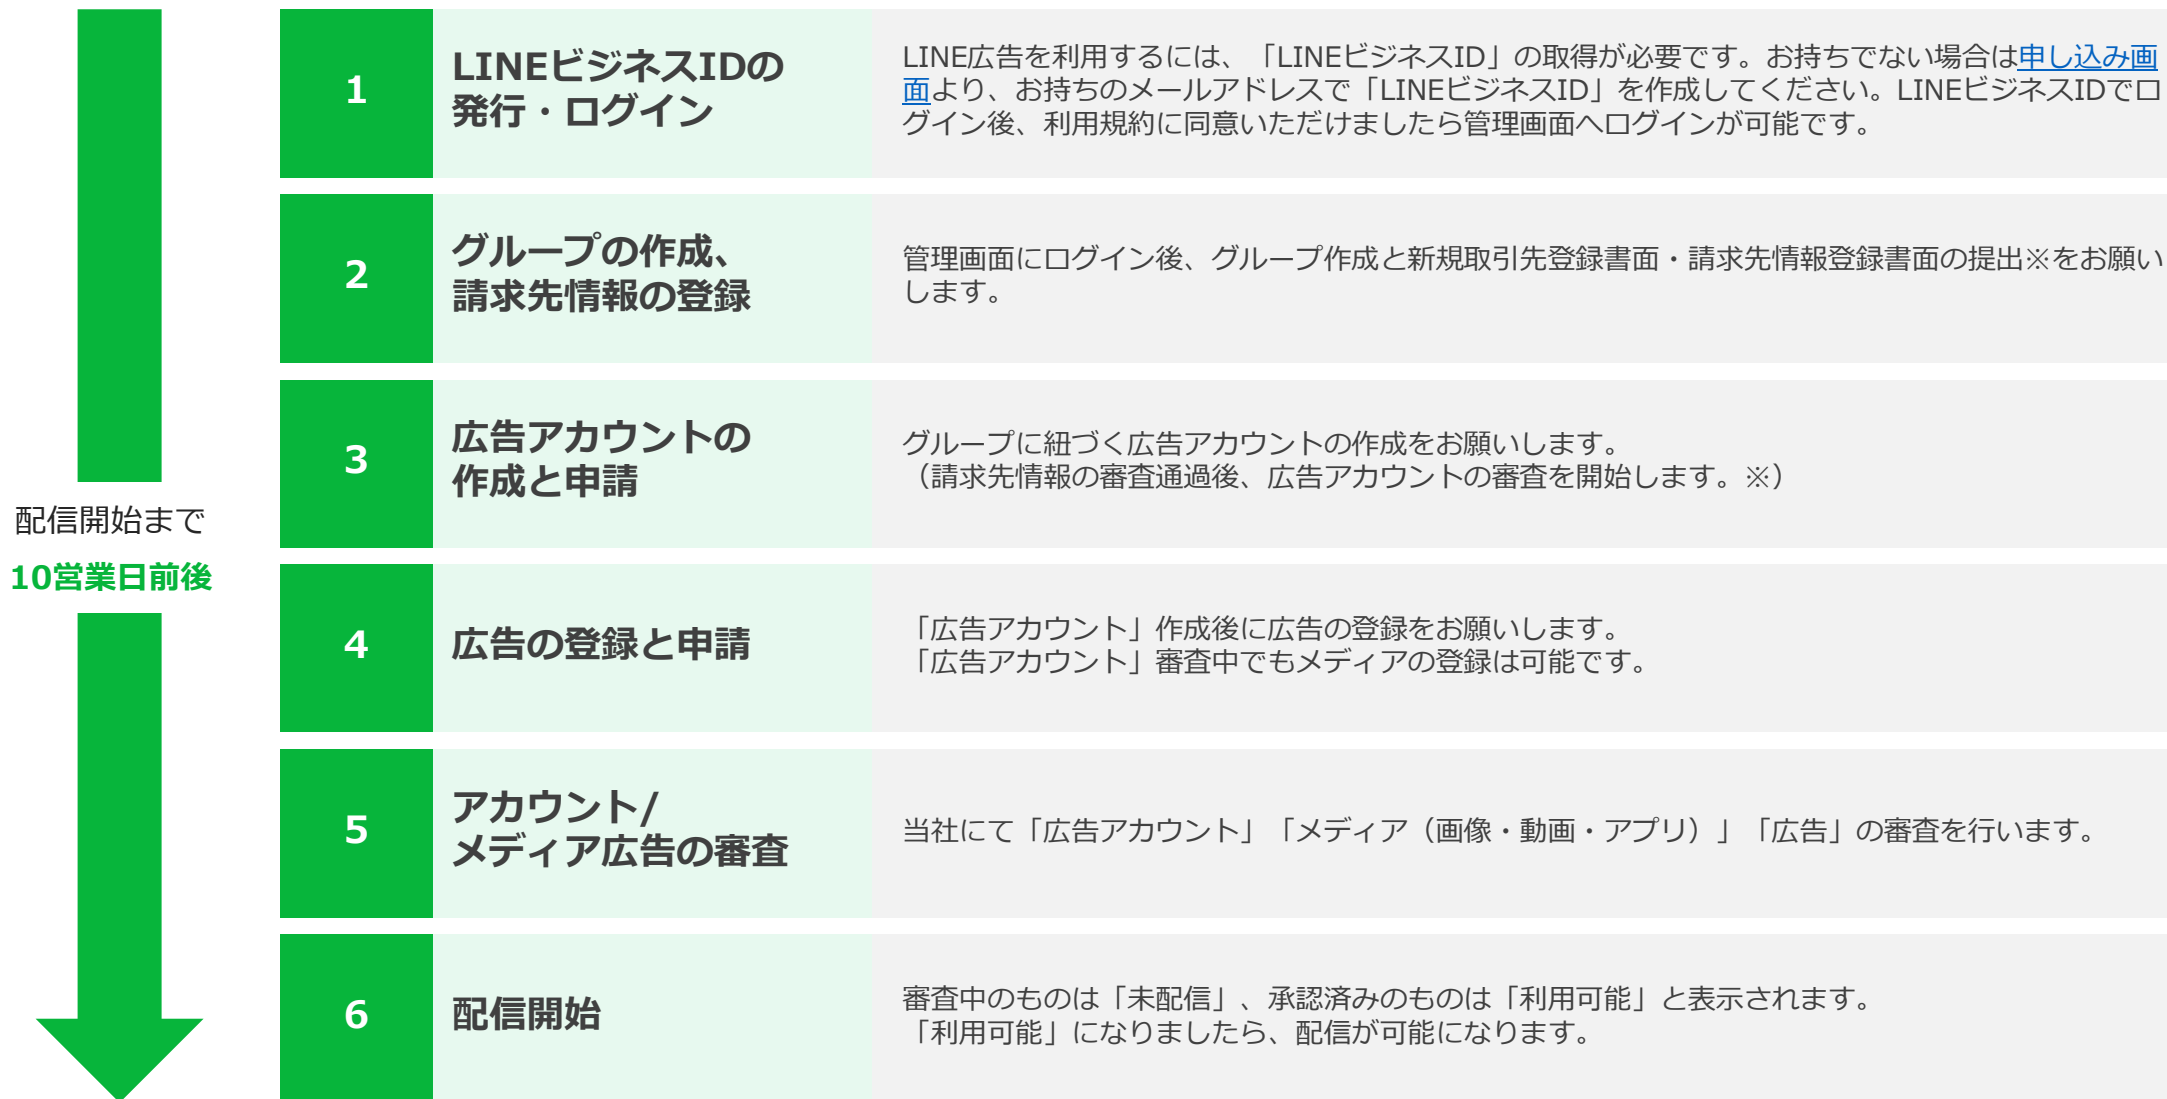 配信開始まで
10営業日前後
1
LINEビジネスIDの
発行・ログイン
LINE広告を利用するには、「LINEビジネスID」の取得が必要です。お持ちでない場合は申し込み画
面より、お持ちのメールアドレスで「LINEビジネスID」を作成してください。LINEビジネスIDでロ
グイン後、利用規約に同意いただけましたら管理画面へログインが可能です。
2
グループの作成、
請求先情報の登録
管理画面にログイン後、グループ作成と新規取引先登録書面・請求先情報登録書面の提出※をお願い
します。
3
広告アカウントの
作成と申請
グループに紐づく広告アカウントの作成をお願いします。
（請求先情報の審査通過後、広告アカウントの審査を開始します。※）
4
広告の登録と申請
「広告アカウント」作成後に広告の登録をお願いします。
「広告アカウント」審査中でもメディアの登録は可能です。
5
アカウント/
メディア広告の審査
当社にて「広告アカウント」「メディア（画像・動画・アプリ）」「広告」の審査を行います。
6
配信開始
審査中のものは「未配信」、承認済みのものは「利用可能」と表示されます。
「利用可能」になりましたら、配信が可能になります。